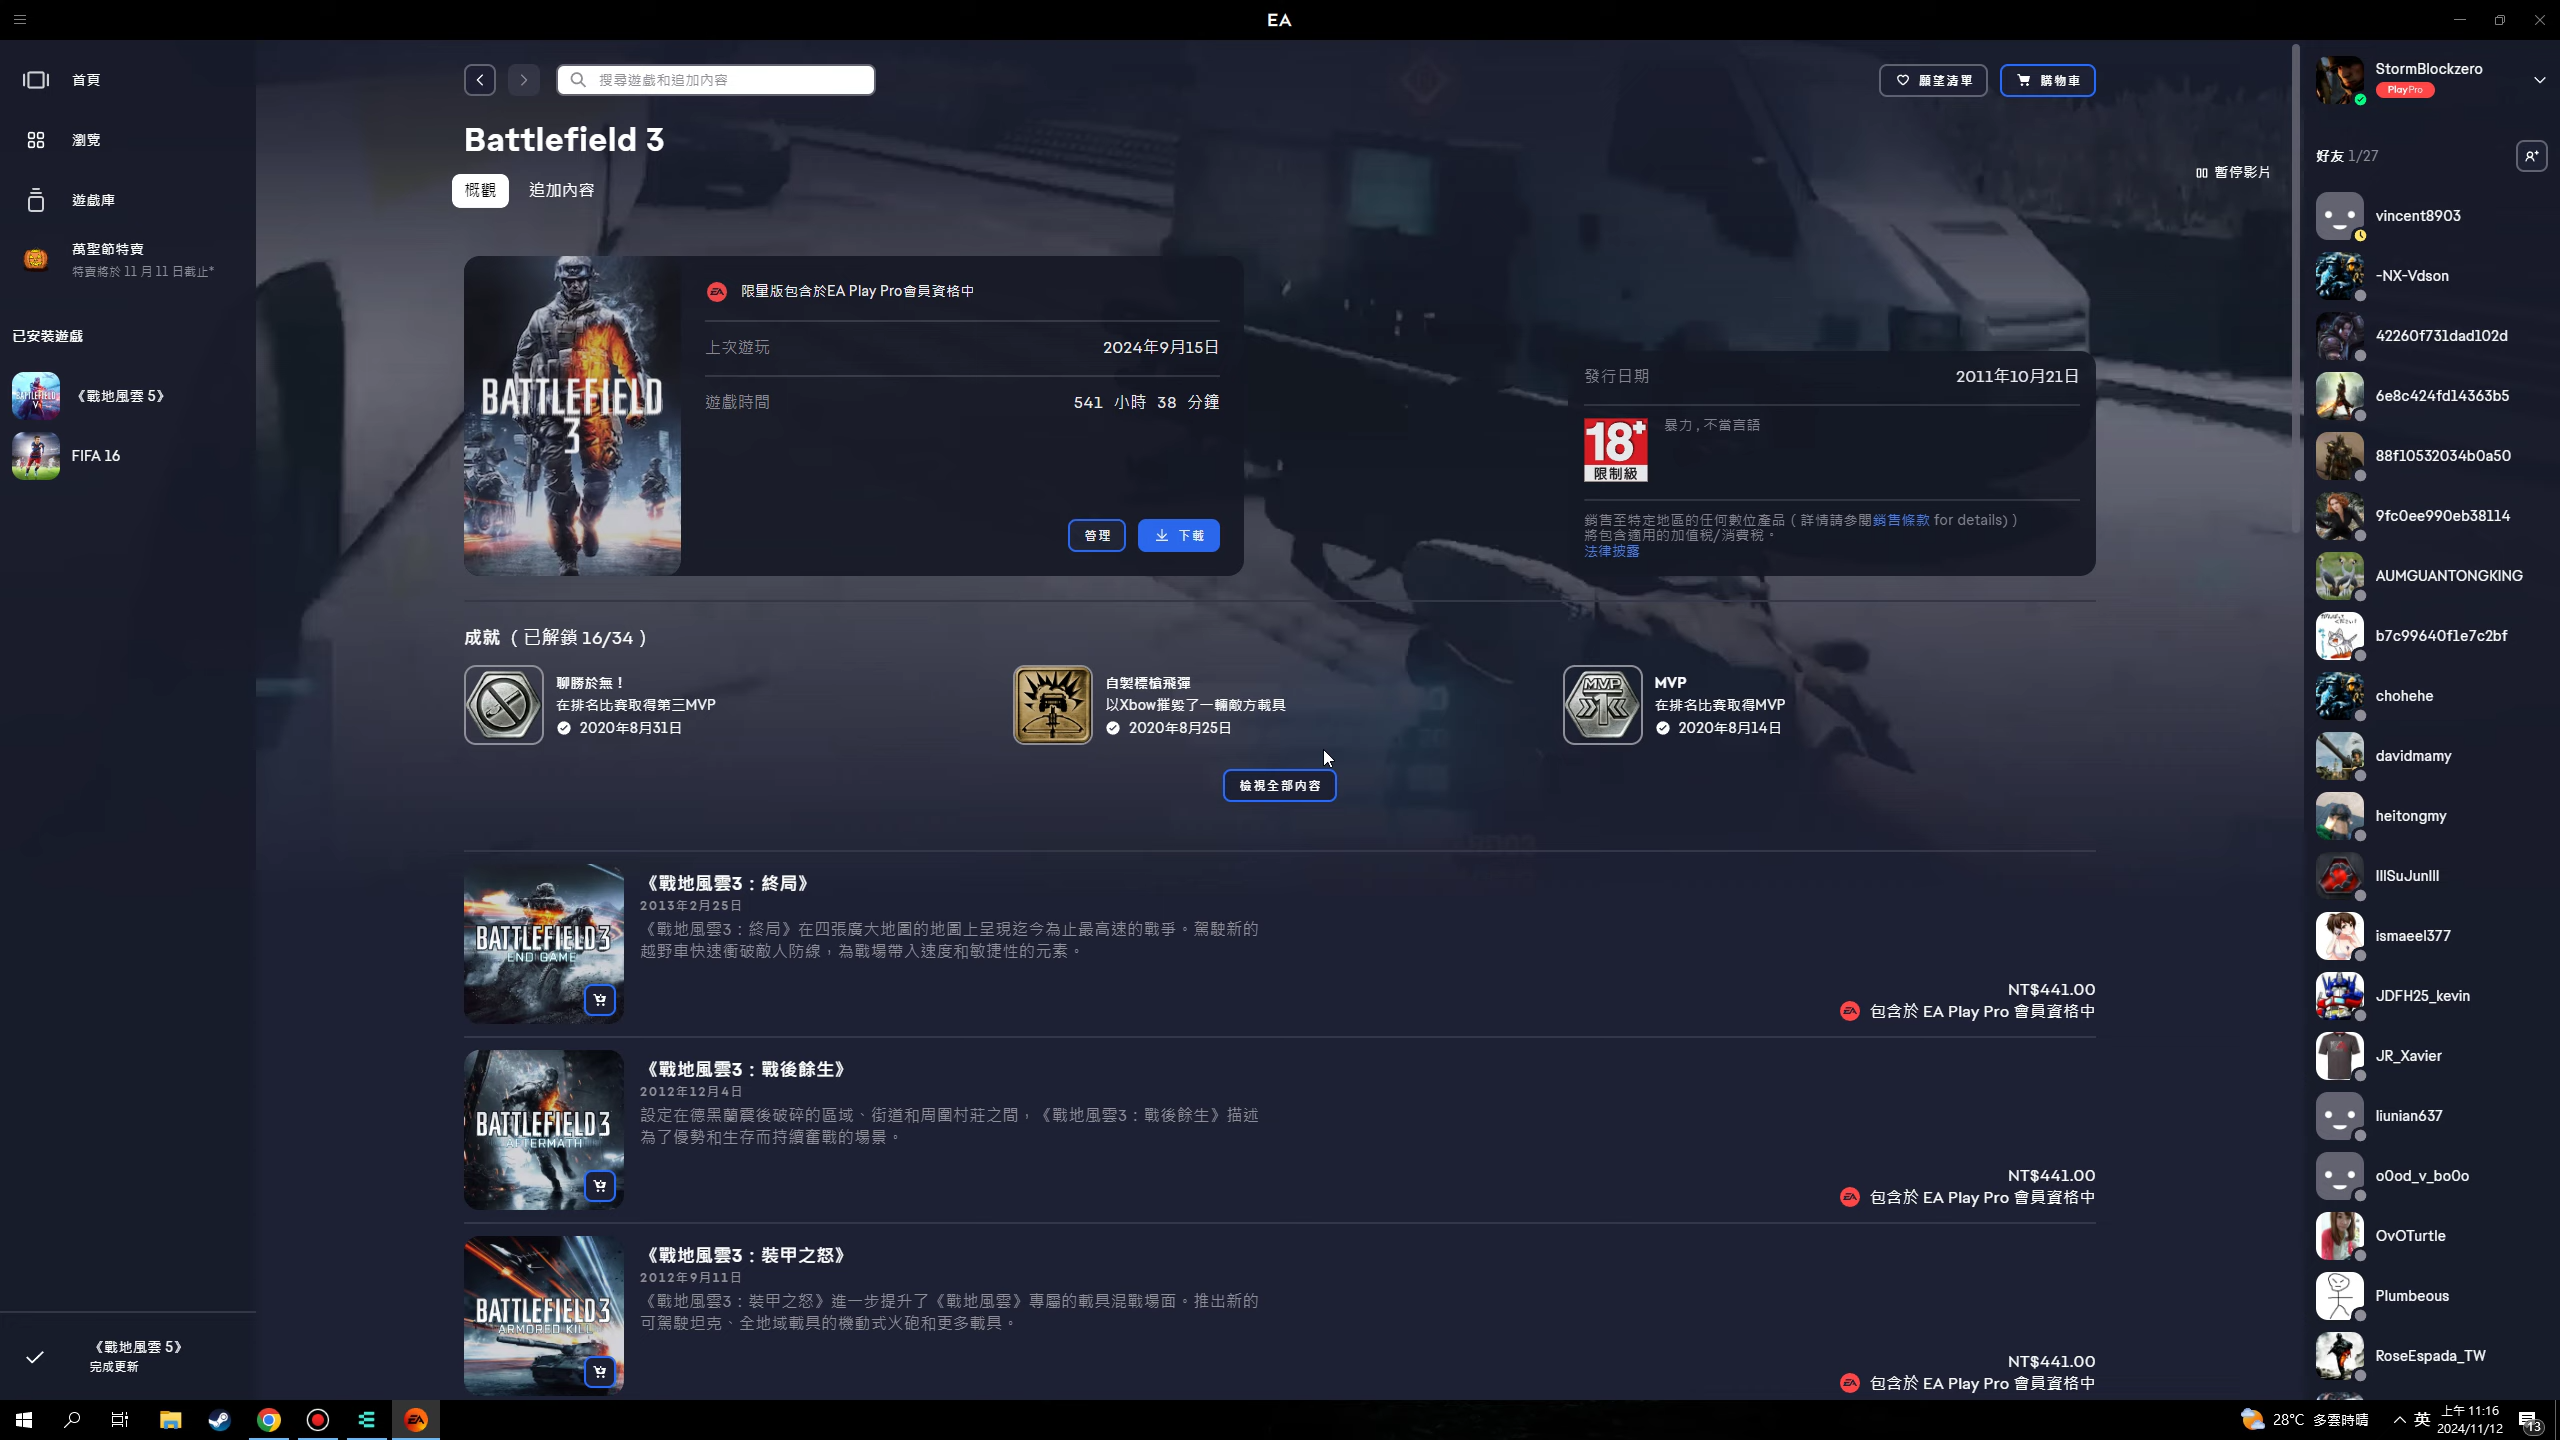 EA
首頁
瀏覽
遊戲庫
萬聖節特賣
特賣將於 11 月 11 日截止*
已安裝遊戲
《戰地風雲 5》
FIFA 16
《戰地風雲 5》
完成更新
搜尋遊戲和追加內容
願望清單
購物車
Battlefield 3
概觀
追加內容
暫停影片
BATTLEFIELD
3
限量版包含於EA Play Pro會員資格中
上次遊玩
2024年9月15日
遊戲時間
541 小時 38 分鐘
管理
下載
發行日期
2011年10月21日
18+
限制級
暴力 , 不當言語
銷售至特定地區的任何數位產品 ( 詳情請參閱銷售條款 for details) )
將包含適用的加值稅/消費稅。
法律披露
成就 ( 已解鎖 16/34 )
聊勝於無！
在排名比賽取得第三MVP
2020年8月31日
自製標槍飛彈
以Xbow摧毀了一輛敵方載具
2020年8月25日
MVP
1
MVP
在排名比賽取得MVP
2020年8月14日
檢視全部內容
BATTLEFIELD 3
END GAME
《戰地風雲3：終局》
2013年2月25日
《戰地風雲3：終局》在四張廣大地圖的地圖上呈現迄今為止最高速的戰爭。駕駛新的
越野車快速衝破敵人防線，為戰場帶入速度和敏捷性的元素。
NT$441.00
包含於 EA Play Pro 會員資格中
BATTLEFIELD 3
AFTERMATH
《戰地風雲3：戰後餘生》
2012年12月4日
設定在德黑蘭震後破碎的區域、街道和周圍村莊之間，《戰地風雲3：戰後餘生》描述
為了優勢和生存而持續奮戰的場景。
NT$441.00
包含於 EA Play Pro 會員資格中
BATTLEFIELD 3
ARMORED KILL
《戰地風雲3：裝甲之怒》
2012年9月11日
《戰地風雲3：裝甲之怒》進一步提升了《戰地風雲》專屬的載具混戰場面。推出新的
可駕駛坦克、全地域載具的機動式火砲和更多載具。
NT$441.00
包含於 EA Play Pro 會員資格中
StormBlockzero
PlayPro
好友 1/27
vincent8903
-NX-Vdson
42260f731dad102d
6e8c424fd14363b5
88f10532034b0a50
9fc0ee990eb38114
AUMGUANTONGKING
b7c99640f1e7c2bf
chohehe
davidmamy
heitongmy
IlISuJunIlI
ismaeel377
JDFH25_kevin
JR_Xavier
liunian637
o0od_v_bo0o
OvOTurtle
Plumbeous
RoseEspada_TW
28°C 多雲時晴
英
上午 11:16
2024/11/12
13